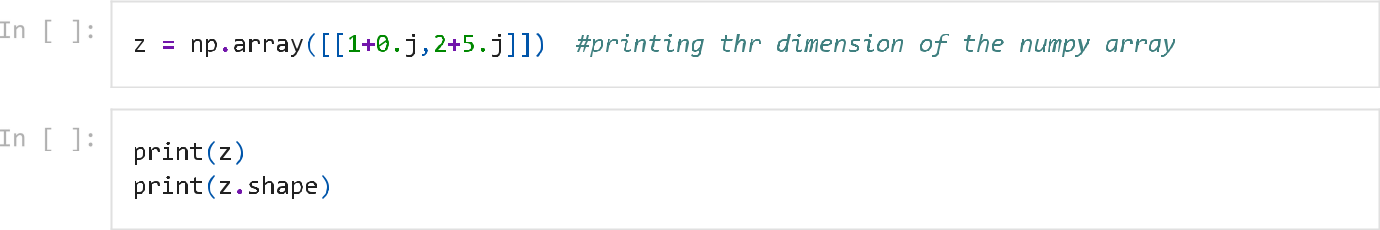 In [ ]:
z = np.array([[1+0.j,2+5.j]])  #printing thr dimension of the numpy array
In [ ]:
print(z)
print(z.shape)